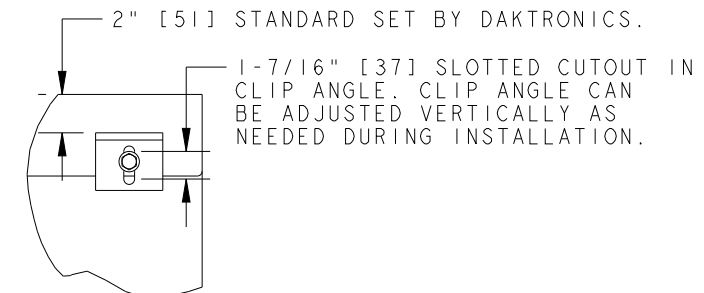 2" [51] STANDARD SET BY DAKTRONICS.
1-7/16" [37] SLOTTED CUTOUT IN
CLIP ANGLE. CLIP ANGLE CAN
BE ADJUSTED VERTICALLY AS
NEEDED DURING INSTALLATION.